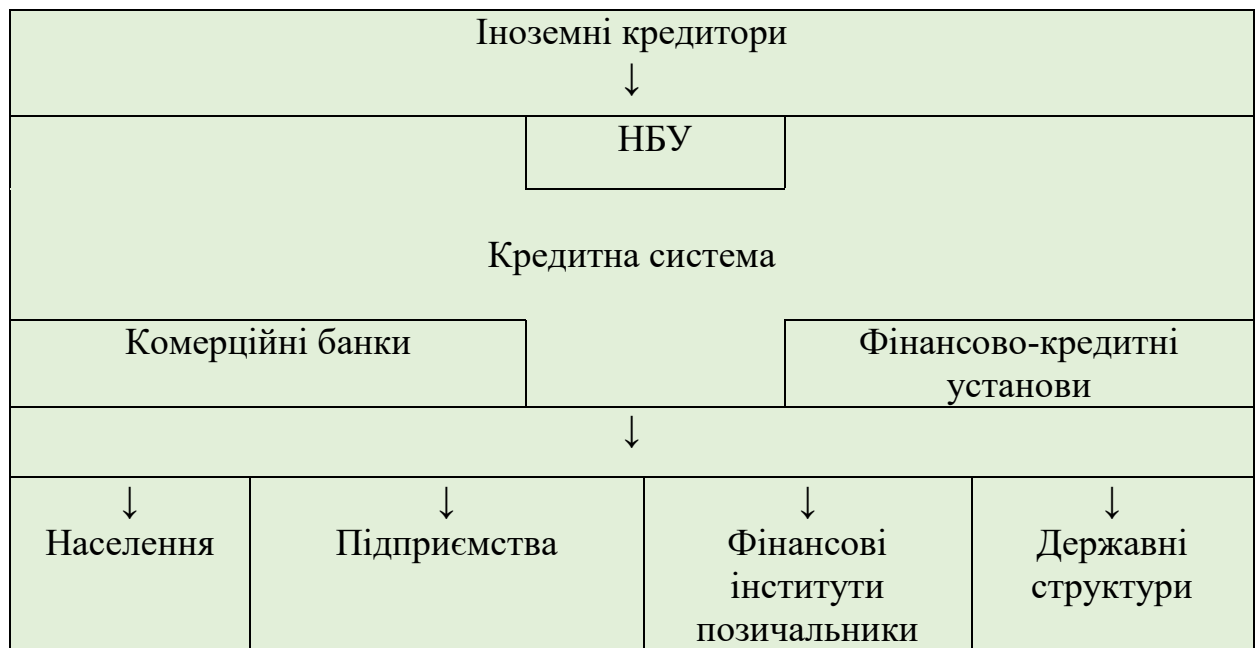 Іноземні кредитори
↓
НБУ
Кредитна система
Комерційні банки
Фінансово-кредитні
установи
↓
↓
Населення
↓
Підприємства
↓
Фінансові
інститути
позичальники
↓
Державні
структури